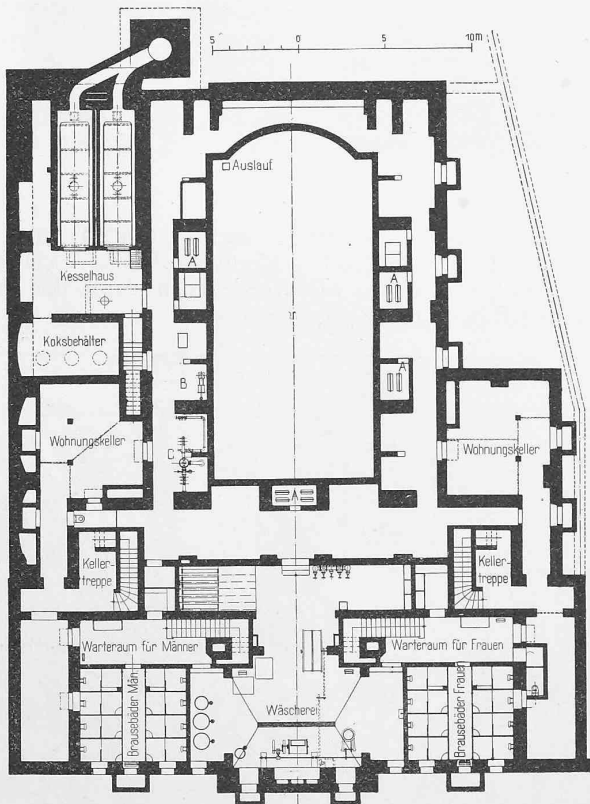 5 0 5 10m
Auslauf
A
A
A
Kesselhaus
Koksbehälter
A
B
Wohnungskeller
Wohnungskeller
C
A
Keller-
treppe
Keller-
treppe
Warteraum für Männer
Warteraum für Frauen
Brausebäder Män.
Wäscherei
Brausebäder Frauen